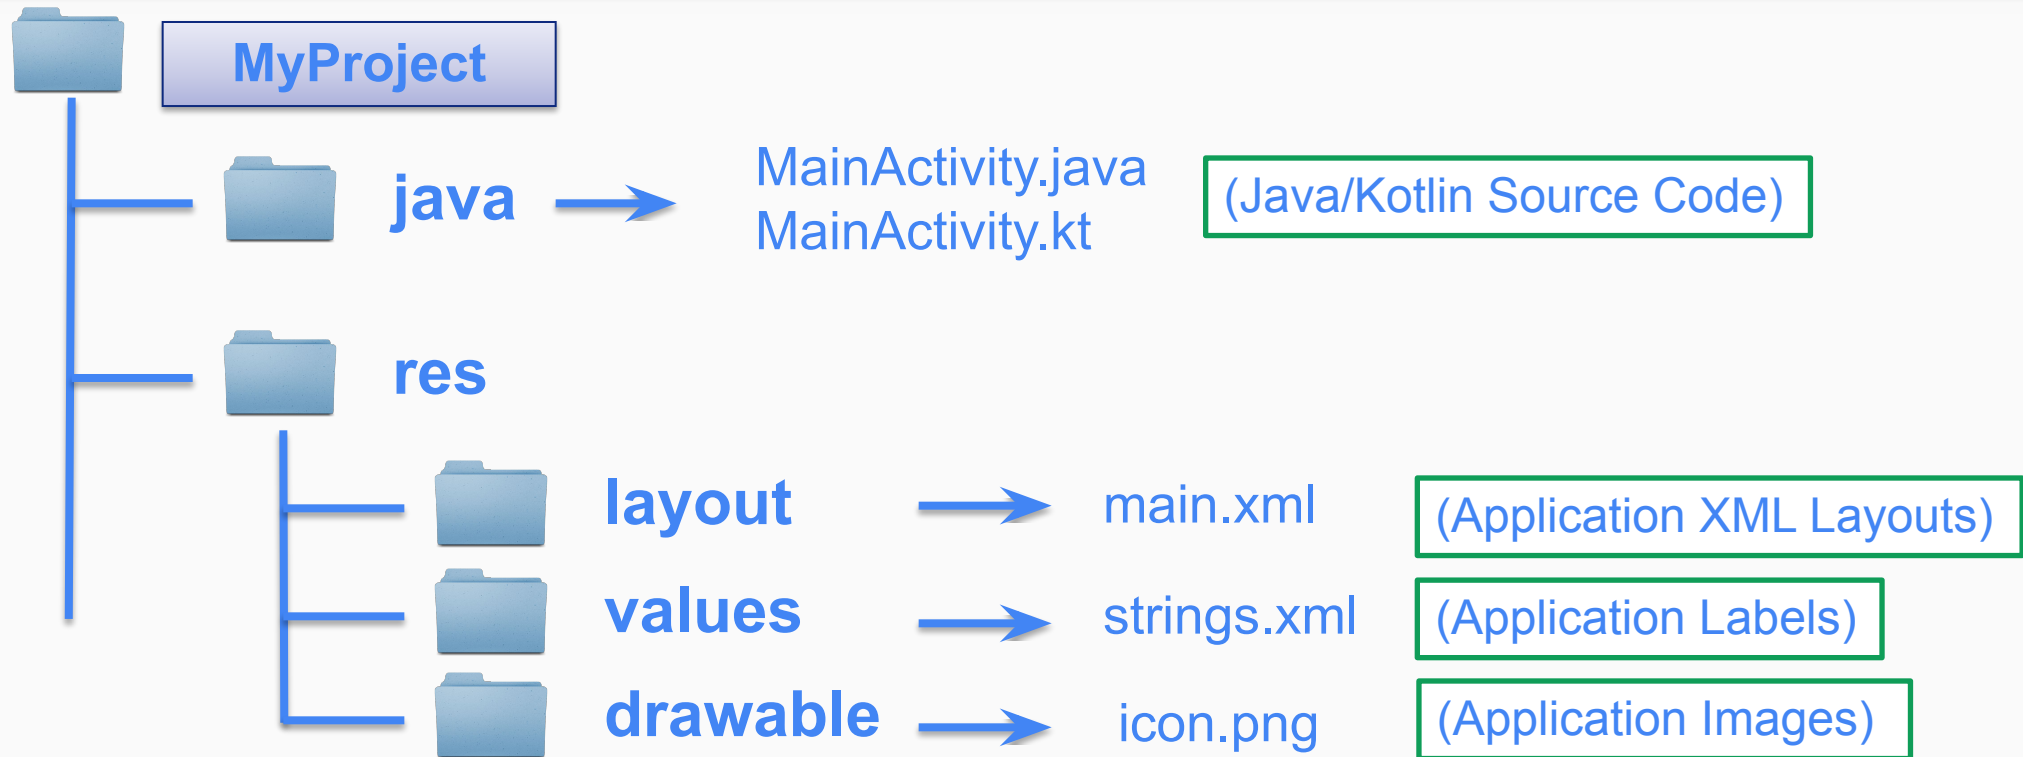 MyProject
java
MainActivity.java
MainActivity.kt
(Java/Kotlin Source Code)
res
layout
main.xml
(Application XML Layouts)
values
strings.xml
(Application Labels)
drawable
icon.png
(Application Images)